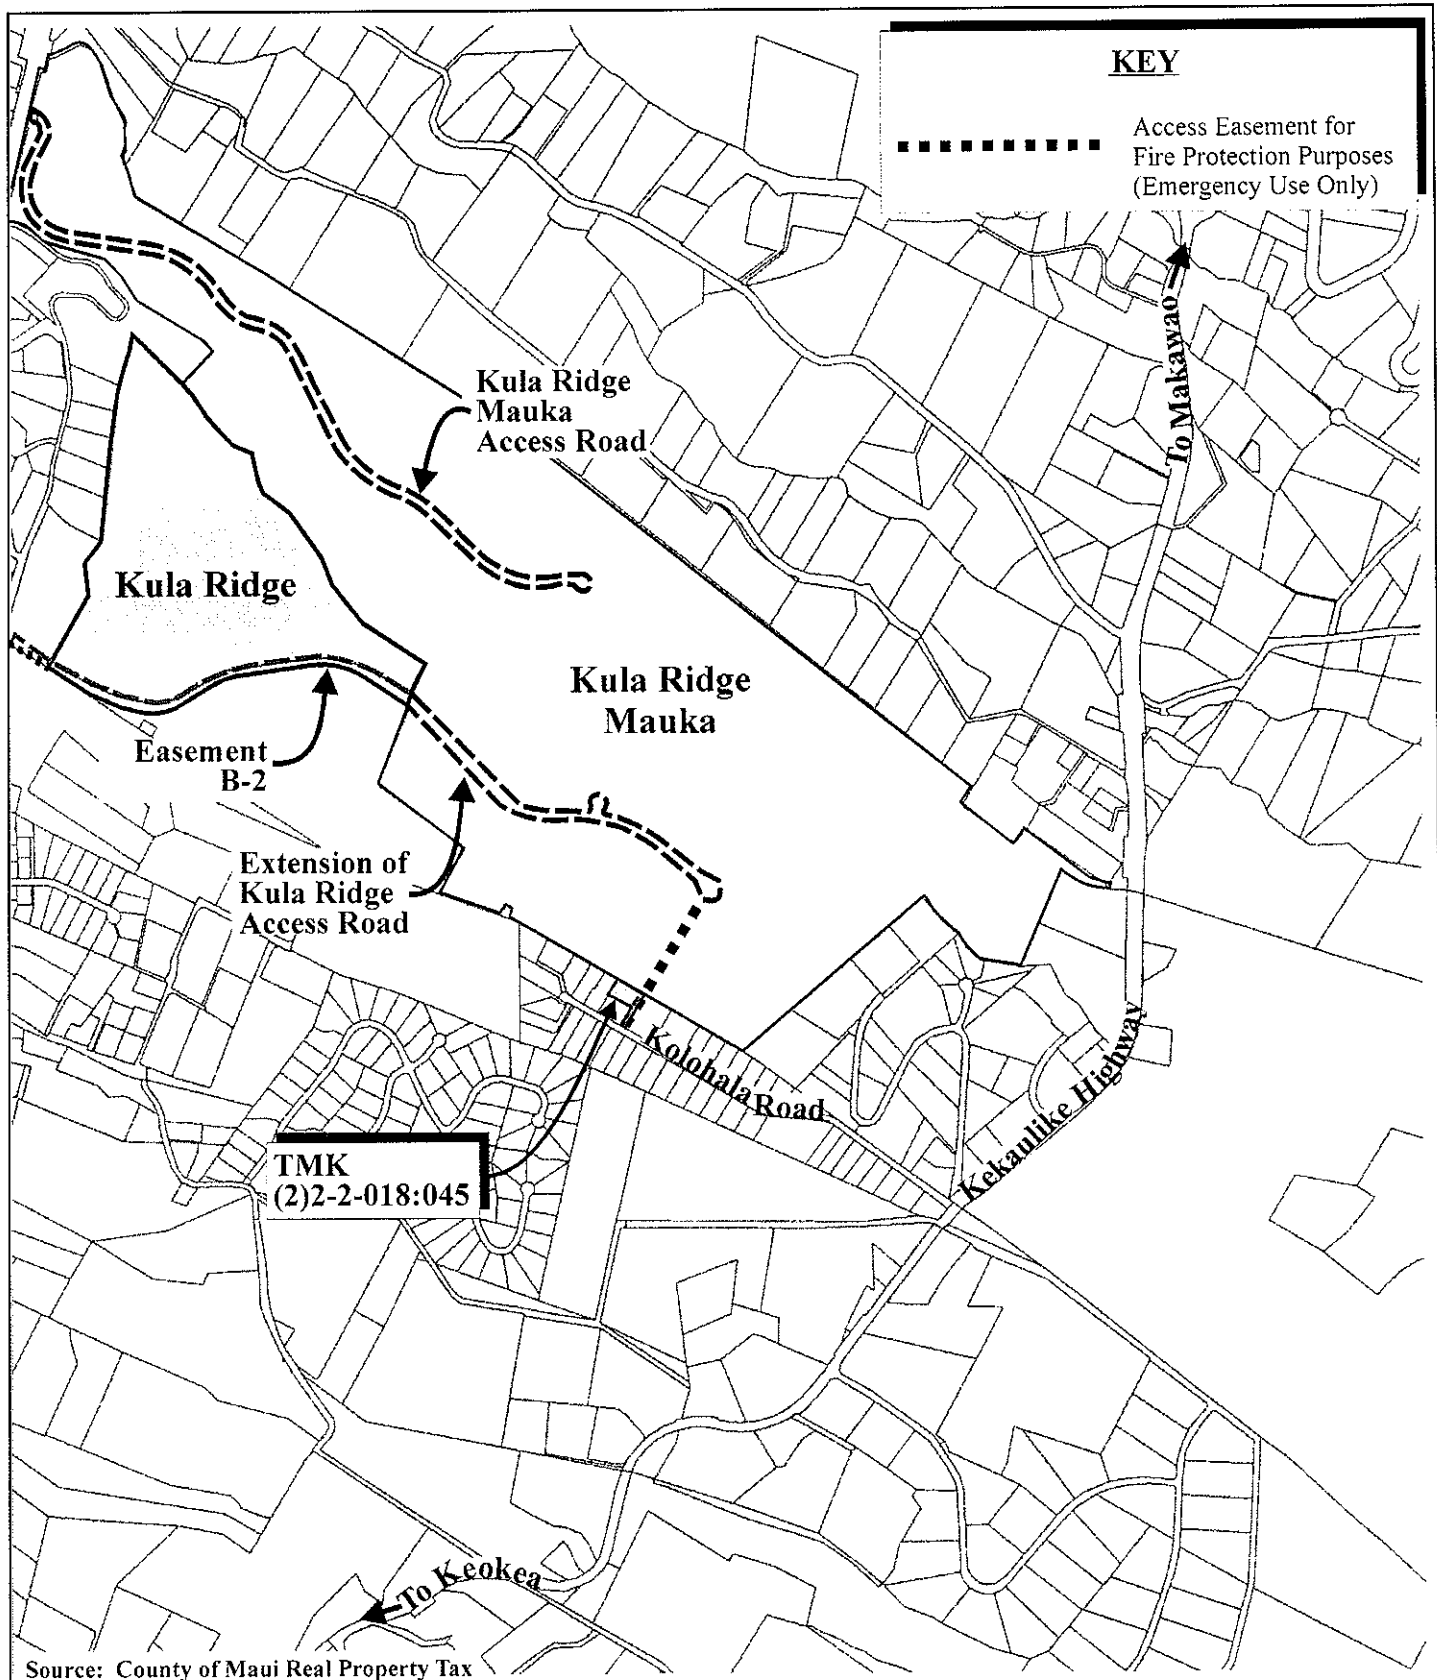 KEY
Access Easement for
Fire Protection Purposes
(Emergency Use Only)
To Makawao
Kula Ridge
Mauka
Access Road
Kula Ridge
Kula Ridge
Mauka
Easement
B-2
Extension of
Kula Ridge
Access Road
Kolohala Road
Kekaulike Highway
TMK
(2)2-2-018:045
To Keokea
Source: County of Maui Real Property Tax